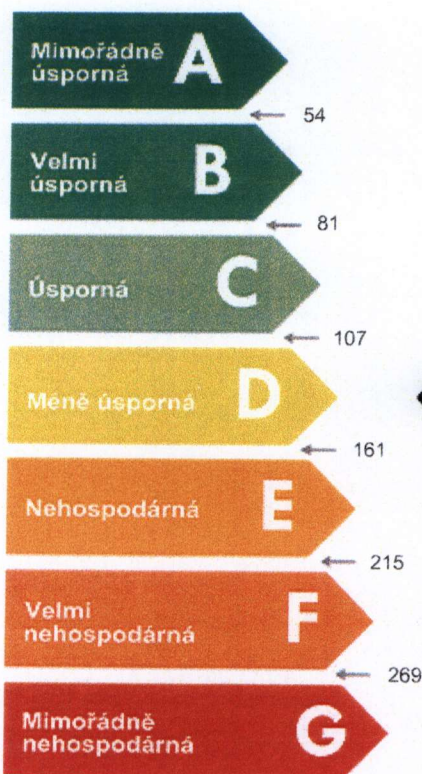 Mimořádně
úsporná
A
54
Velmi
úsporná
B
81
Úsporná
C
107
Méně úsporná
D
161
Nehospodárná
E
215
Velmi
nehospodárná
F
269
Mimořádně
nehospodárná
G